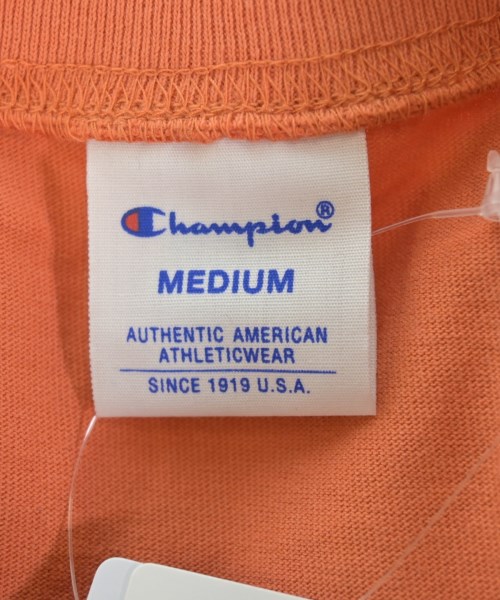 Champion®
MEDIUM
AUTHENTIC AMERICAN
ATHLETICWEAR
SINCE 1919 U.S.A.